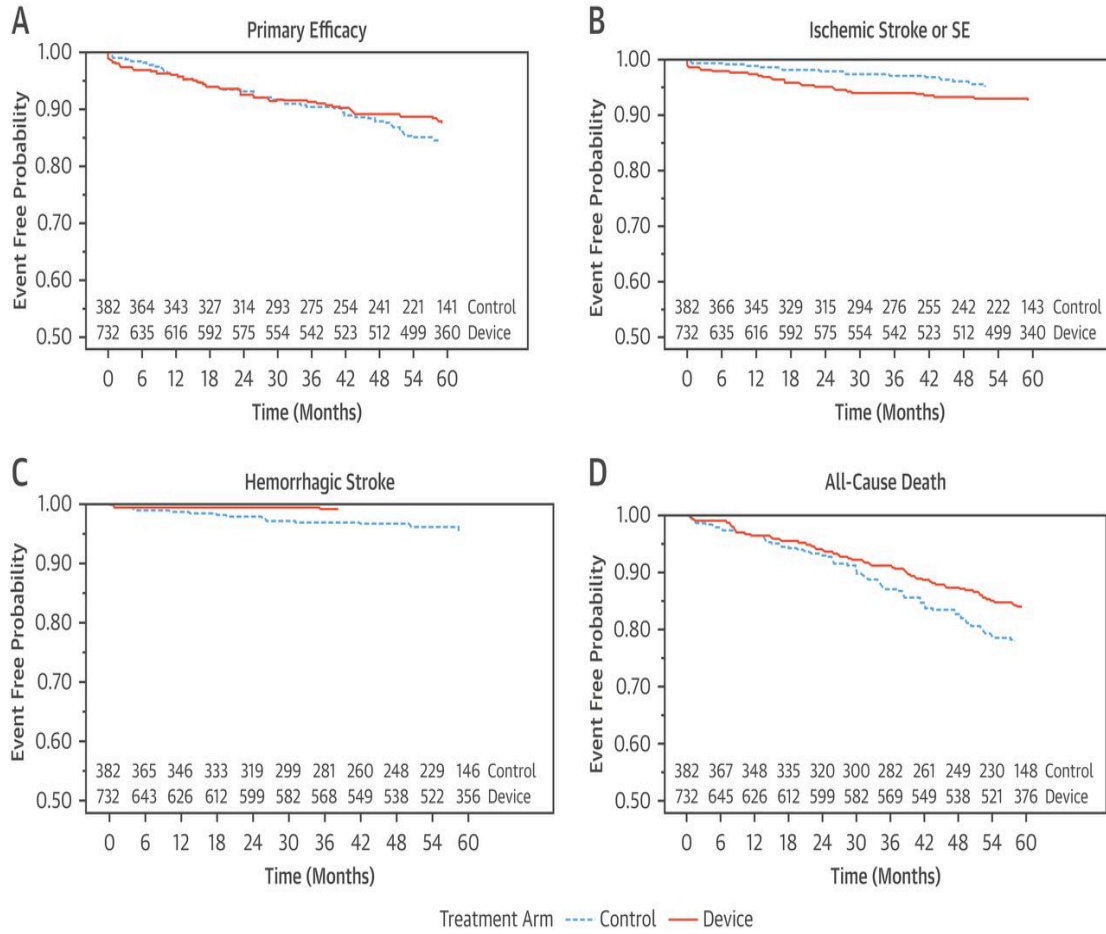 A
Primary Efficacy
Event Free Probability
1.00
0.90
0.80
0.70
0.60
0.50
382 364 343 327 314 293 275 254 241 221 141 Control
732 635 616 592 575 554 542 523 512 499 360 Device
0 6 12 18 24 30 36 42 48 54 60
Time (Months)
B
Ischemic Stroke or SE
Event Free Probability
1.00
0.90
0.80
0.70
0.60
0.50
382 366 345 329 315 294 276 255 242 222 143 Control
732 635 616 592 575 554 542 523 512 499 340 Device
0 6 12 18 24 30 36 42 48 54 60
Time (Months)
C
Hemorrhagic Stroke
Event Free Probability
1.00
0.90
0.80
0.70
0.60
0.50
382 365 346 333 319 299 281 260 248 229 146 Control
732 643 626 612 599 582 568 549 538 522 356 Device
0 6 12 18 24 30 36 42 48 54 60
Time (Months)
D
All-Cause Death
Event Free Probability
1.00
0.90
0.80
0.70
0.60
0.50
382 367 348 335 320 300 282 261 249 230 148 Control
732 645 626 612 599 582 569 549 538 521 376 Device
0 6 12 18 24 30 36 42 48 54 60
Time (Months)
Treatment Arm Control Device